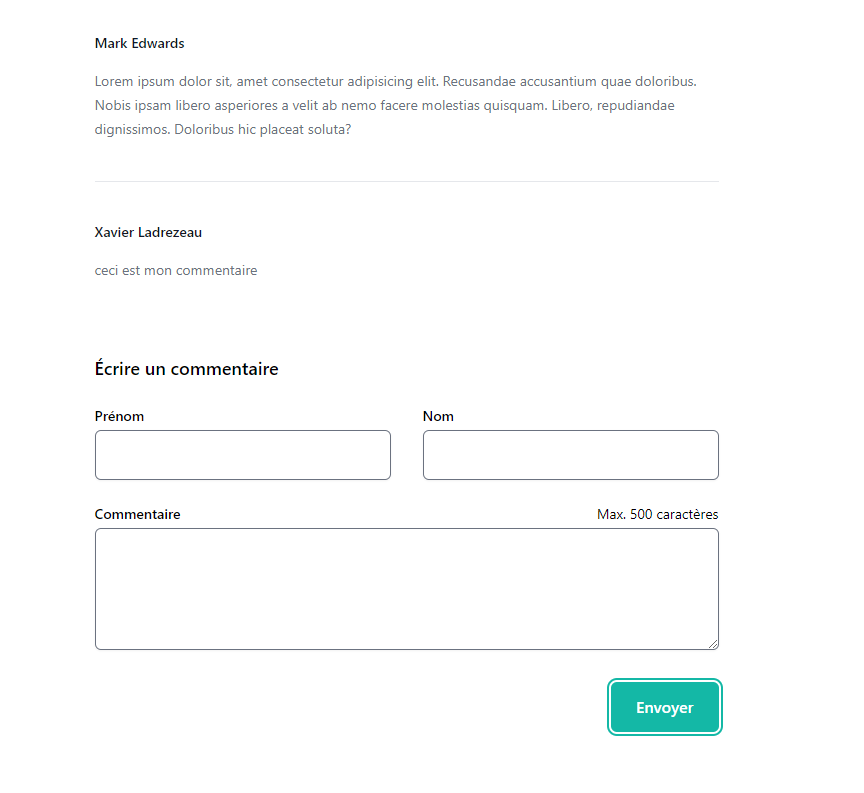 Mark Edwards
Lorem ipsum dolor sit, amet consectetur adipisicing elit. Recusandae accusantium quae doloribus.
Nobis ipsam libero asperiores a velit ab nemo facere molestias quisquam. Libero, repudiandae
dignissimos. Doloribus hic placeat soluta?
Xavier Ladrezeau
ceci est mon commentaire
Écrire un commentaire
Prénom
Nom
Commentaire
Max. 500 caractères
Envoyer